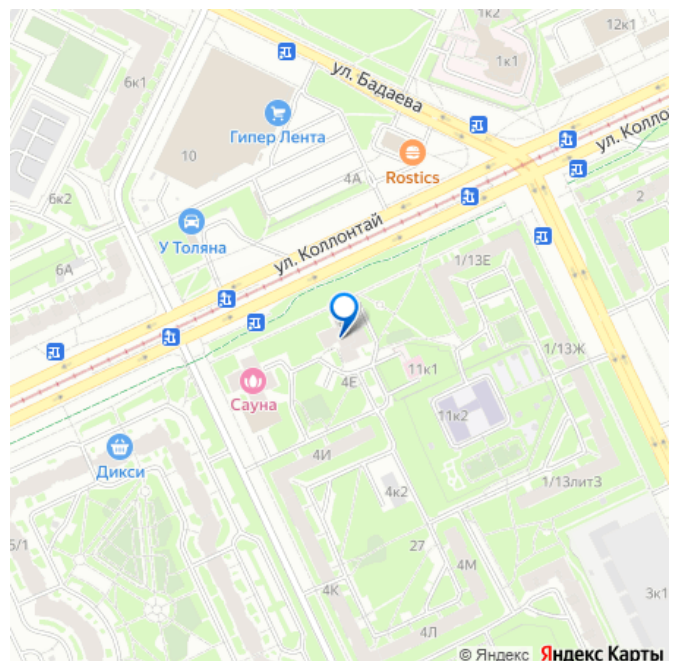 1к2
12к1
6к1
1к1
ул. Бадаева
Гипер Лента
ул. Колло
10
Rostics
4А
6к2
2
У Толяна
ул. Коллонтай
6А
1/13Е
1/13Ж
11к1
4Е
Сауна
11к2
4И
Дикси
1/13лит3
4к2
5/1
27
4М
4К
3к1
4Л
© Яндекс Яндекс Карты